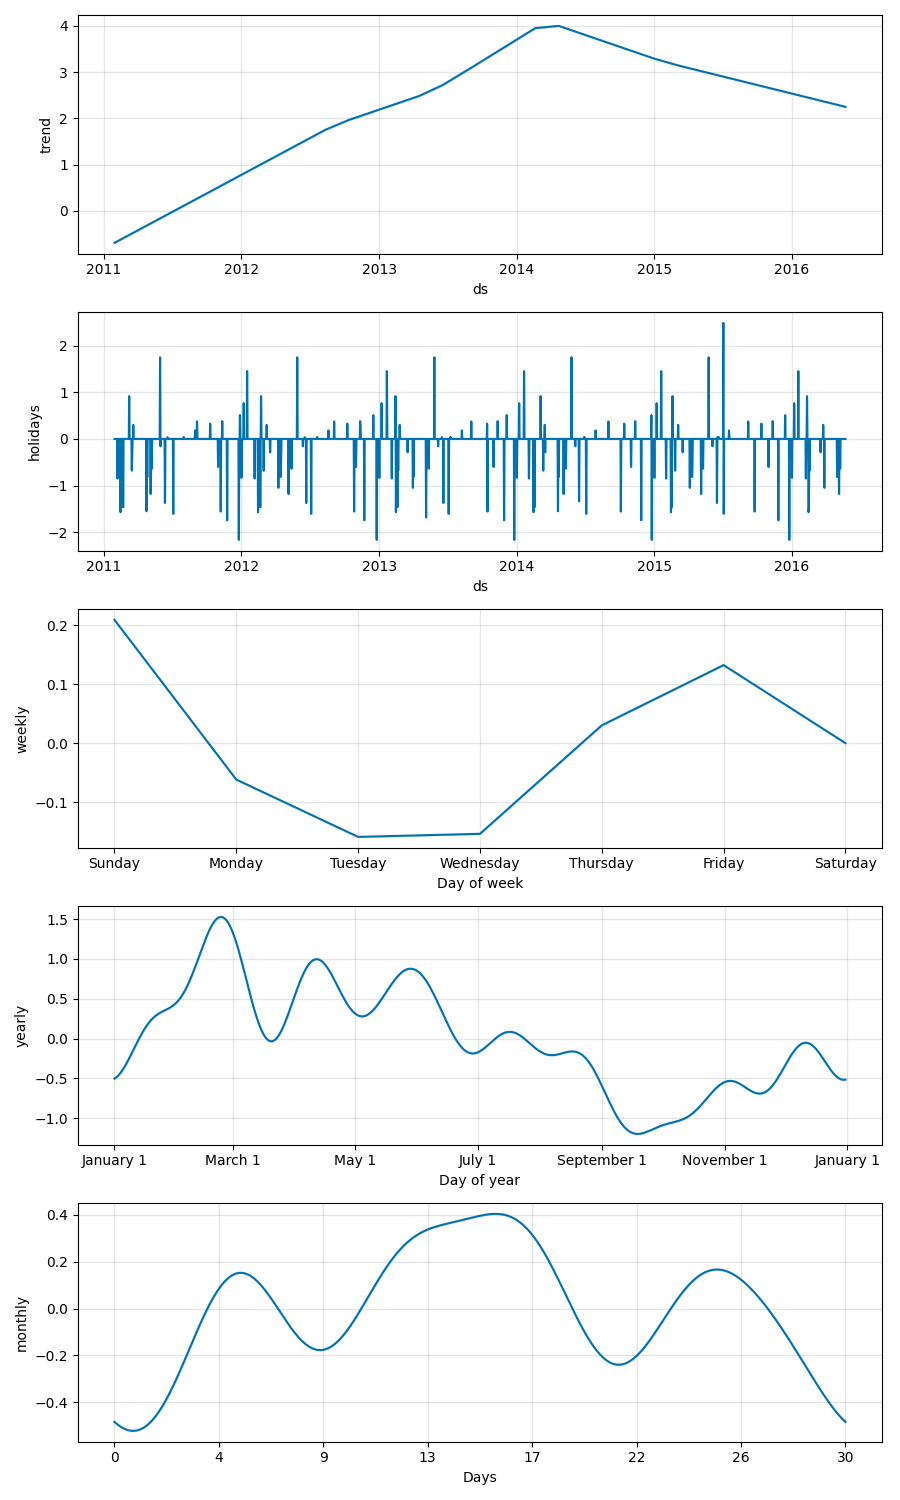 4
3
2
1
0
trend
2011 2012 2013 2014 2015 2016
ds
2
1
0
−1
−2
holidays
2011 2012 2013 2014 2015 2016
ds
0.2
0.1
0.0
−0.1
weekly
Sunday Monday Tuesday Wednesday Thursday Friday Saturday
Day of week
1.5
1.0
0.5
0.0
−0.5
−1.0
yearly
January 1 March 1 May 1 July 1 September 1 November 1 January 1
Day of year
0.4
0.2
0.0
−0.2
−0.4
monthly
0 4 9 13 17 22 26 30
Days